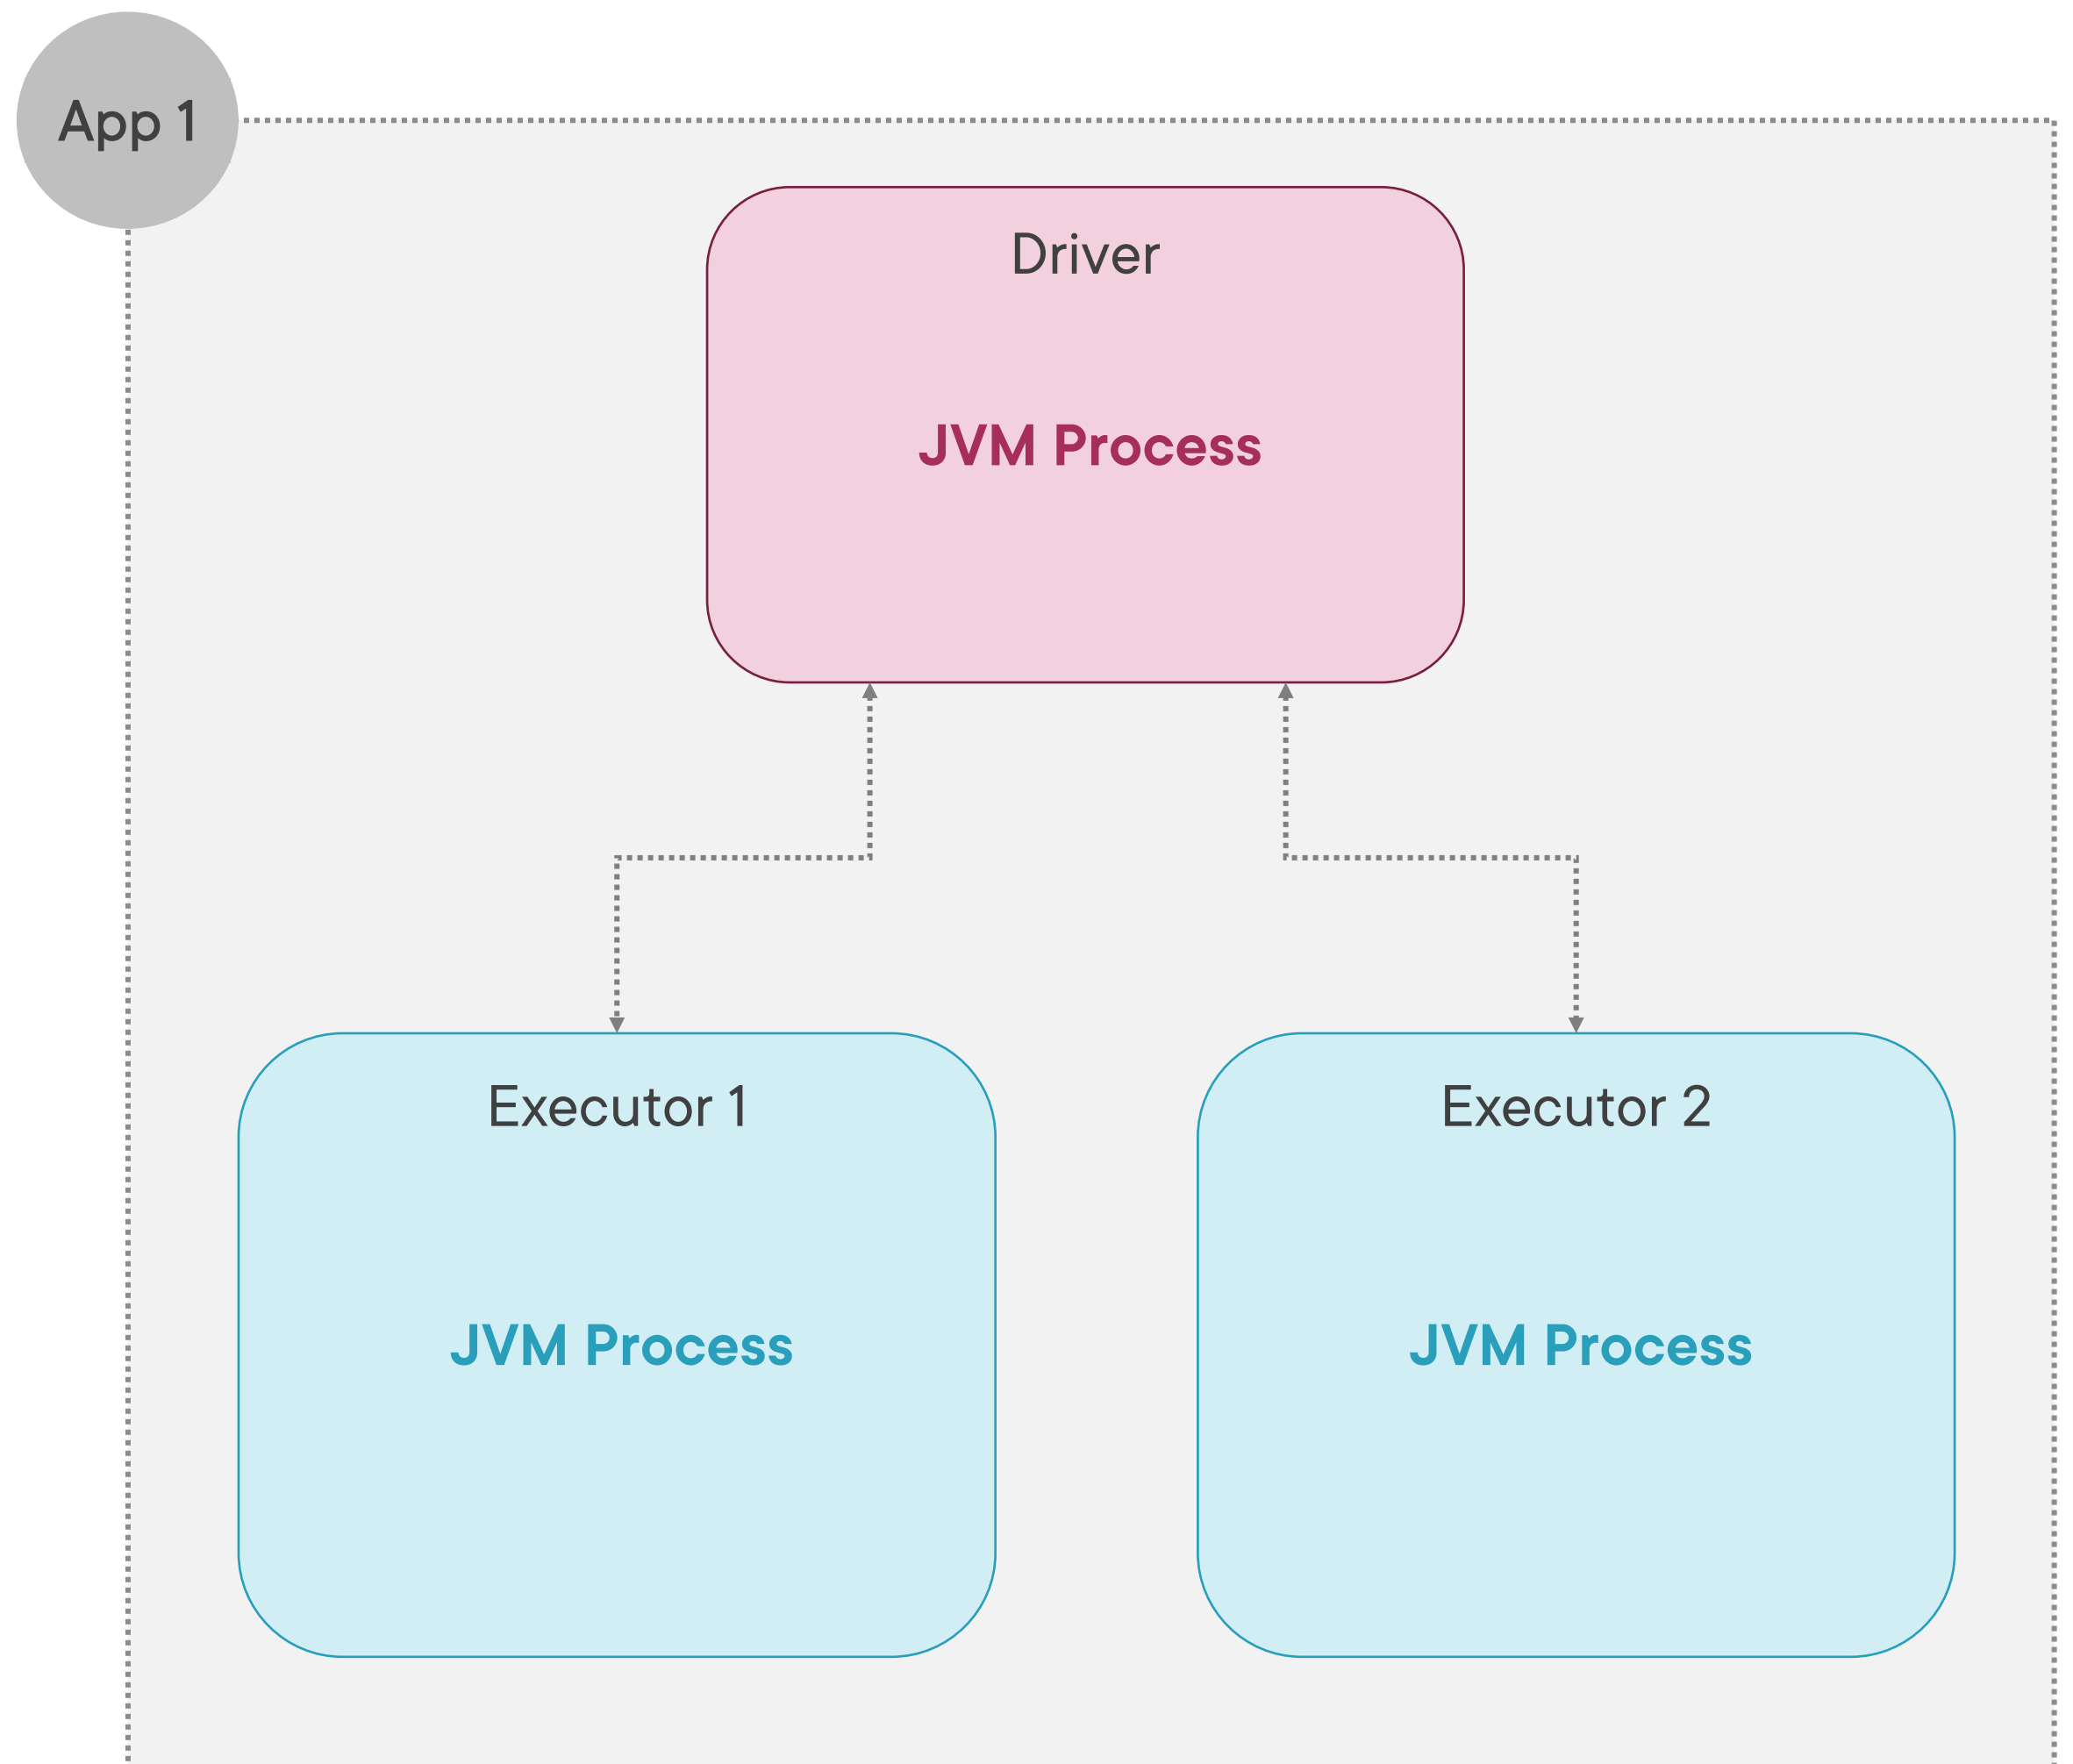 App 1
Driver
JVM Process
Executor 1
Executor 2
JVM Process
JVM Process